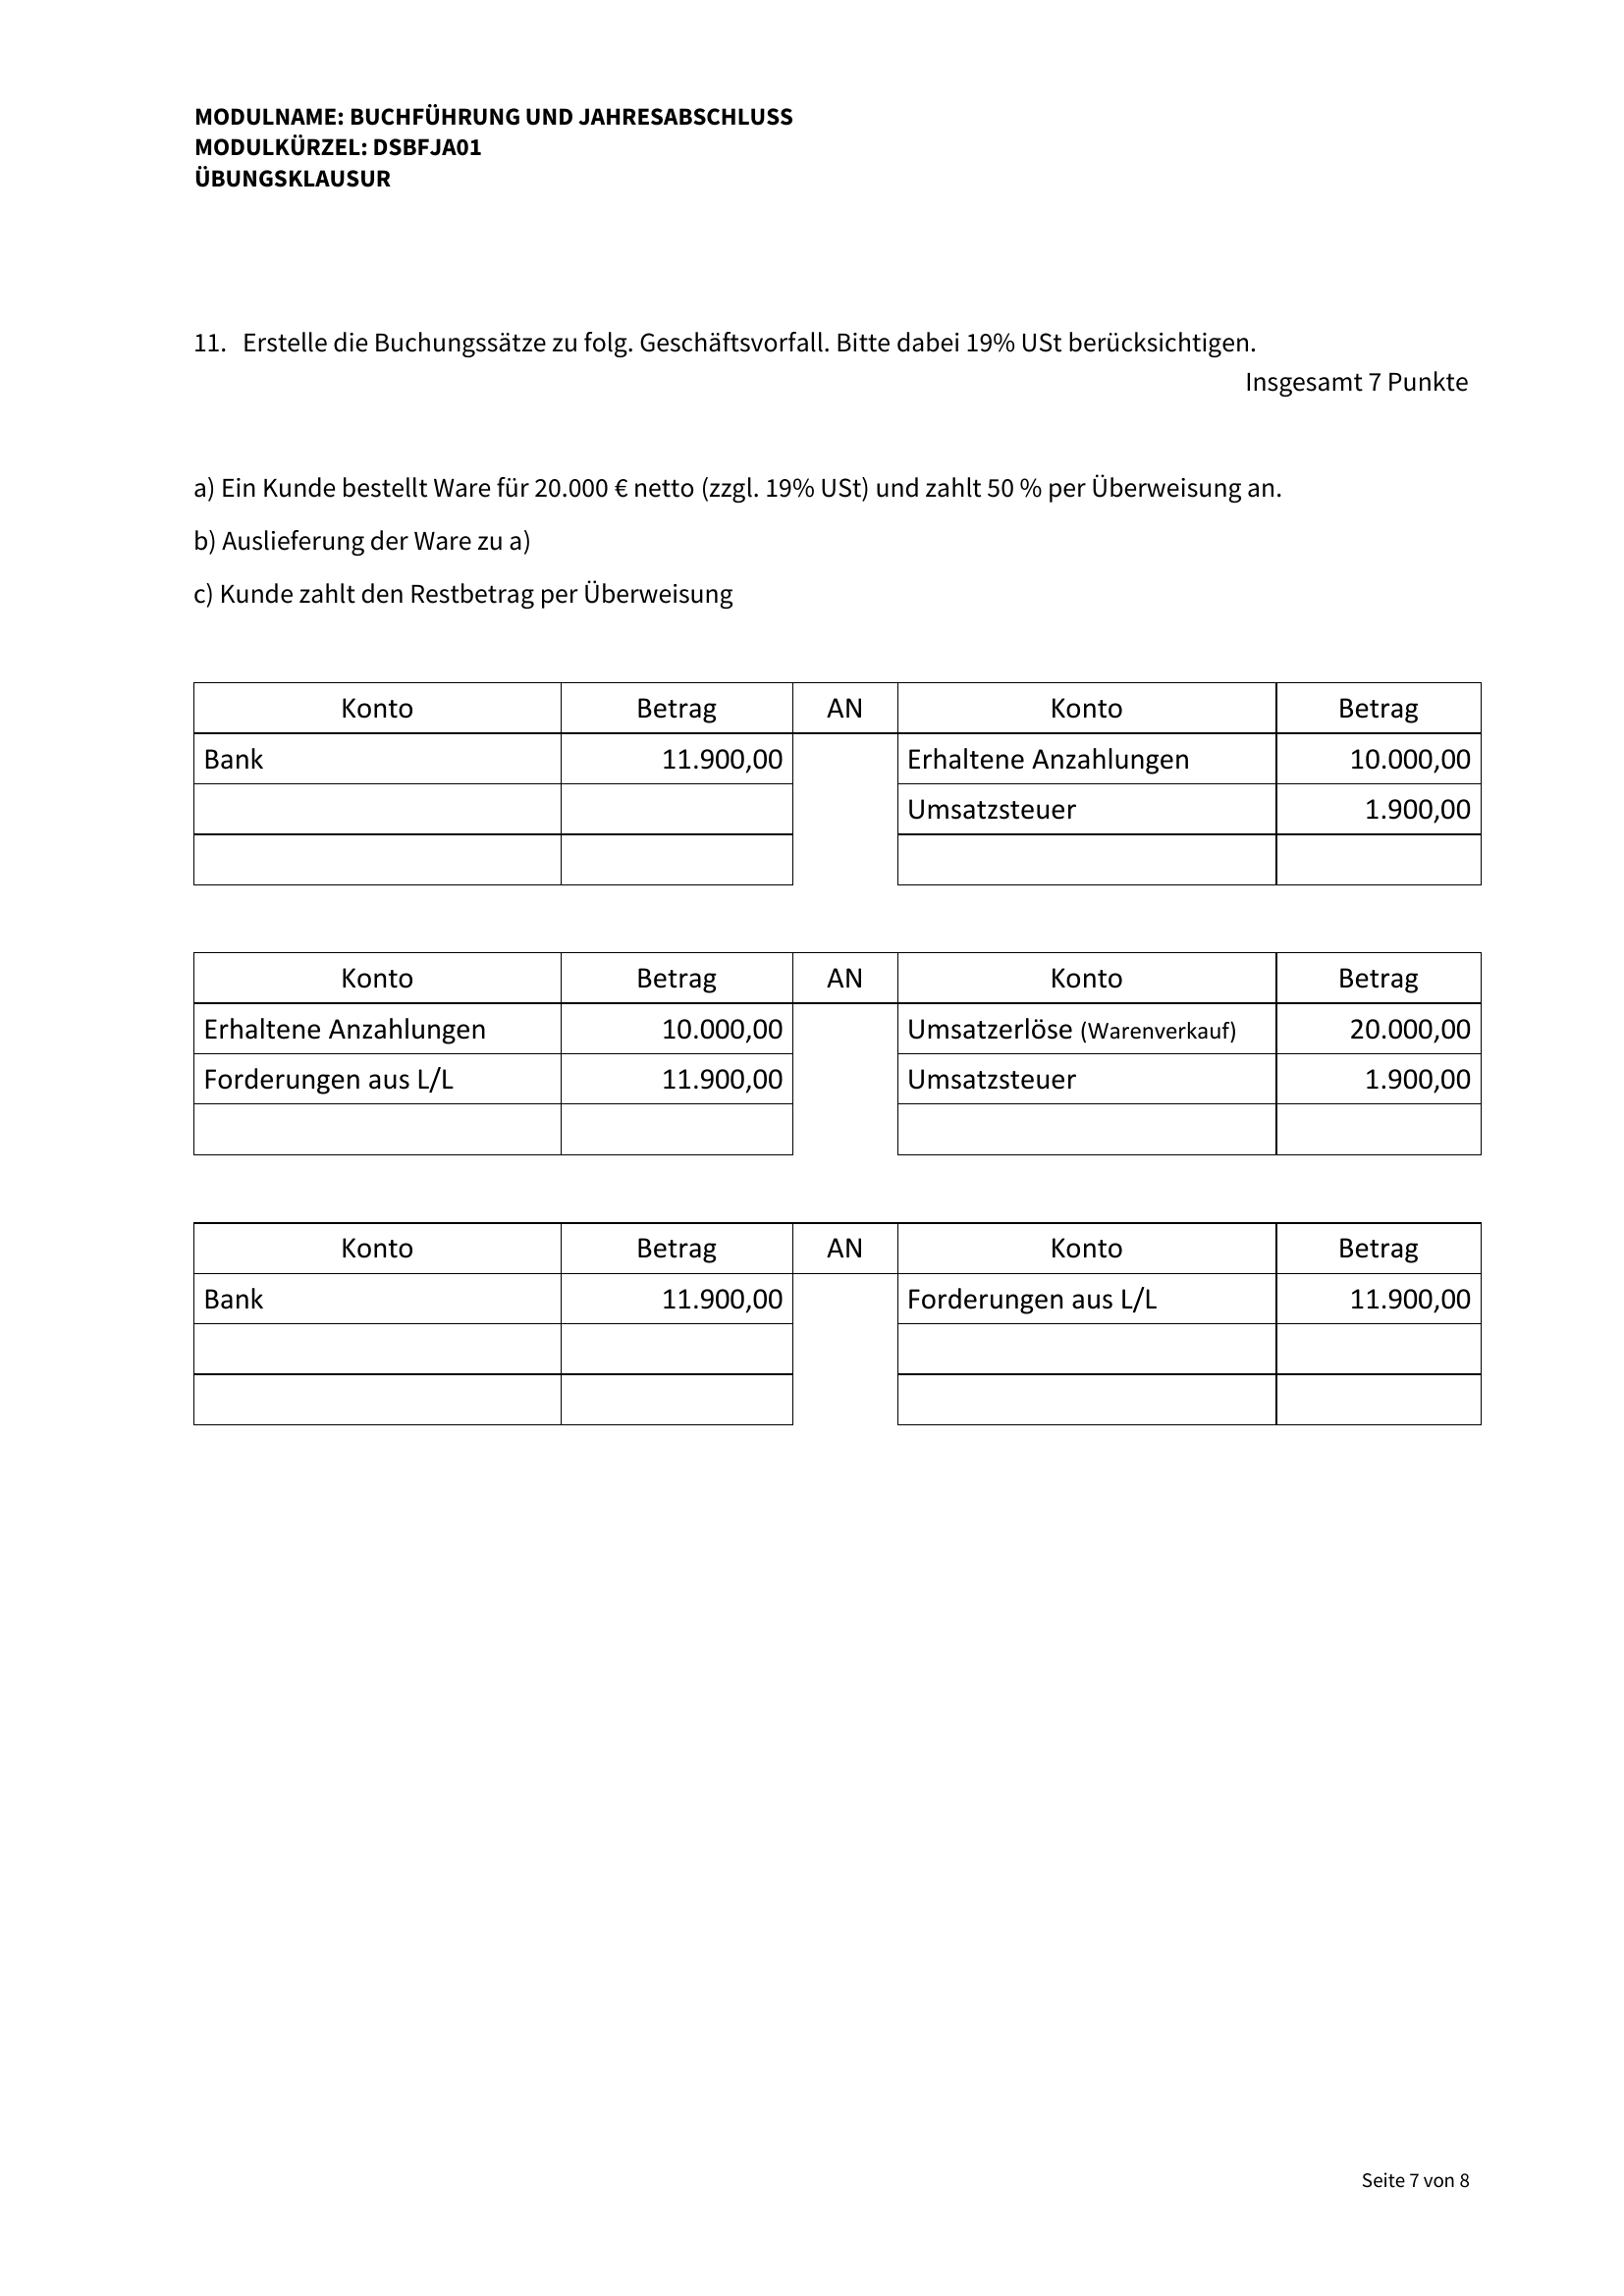 MODULNAME: BUCHFÜHRUNG UND JAHRESABSCHLUSS
MODULKÜRZEL: DSBFJA01
ÜBUNGSKLAUSUR
11. Erstelle die Buchungssätze zu folg. Geschäftsvorfall. Bitte dabei 19% USt berücksichtigen.
Insgesamt 7 Punkte
a) Ein Kunde bestellt Ware für 20.000 € netto (zzgl. 19% USt) und zahlt 50 % per Überweisung an.
b) Auslieferung der Ware zu a)
c) Kunde zahlt den Restbetrag per Überweisung
Konto Betrag AN Konto Betrag
Bank 11.900,00 Erhaltene Anzahlungen 10.000,00
Umsatzsteuer 1.900,00
Konto Betrag AN Konto Betrag
Erhaltene Anzahlungen 10.000,00 Umsatzerlöse (Warenverkauf) 20.000,00
Forderungen aus L/L 11.900,00 Umsatzsteuer 1.900,00
Konto Betrag AN Konto Betrag
Bank 11.900,00 Forderungen aus L/L 11.900,00
Seite 7 von 8